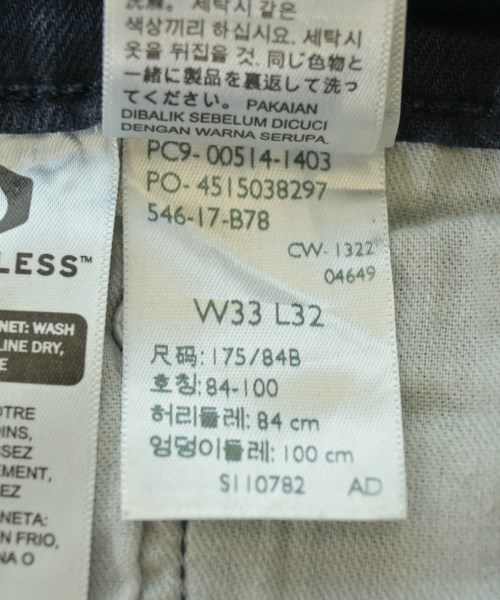 세탁시 같은
색상끼리 하십시요. 세탁시
옷을 뒤집을 것. 同じ色物と
一緒に製品を裏返して洗っ
てください。 PAKAIAN
DIBALIK SEBELUM DICUCI
DENGAN WARNA SERUPA.
PC9-00514-1403
PO-4515038297
546-17-B78
CW-1322
04649
W33 L32
尺码:175/84B
호칭:84-100
허리둘레: 84 cm
엉덩이둘레: 100 cm
S110782 AD
LESS™
NET: WASH
LINE DRY,
E
OTRE
OINS,
SSEZ
EMENT,
EZ
NETA:
N FRIO,
NA O